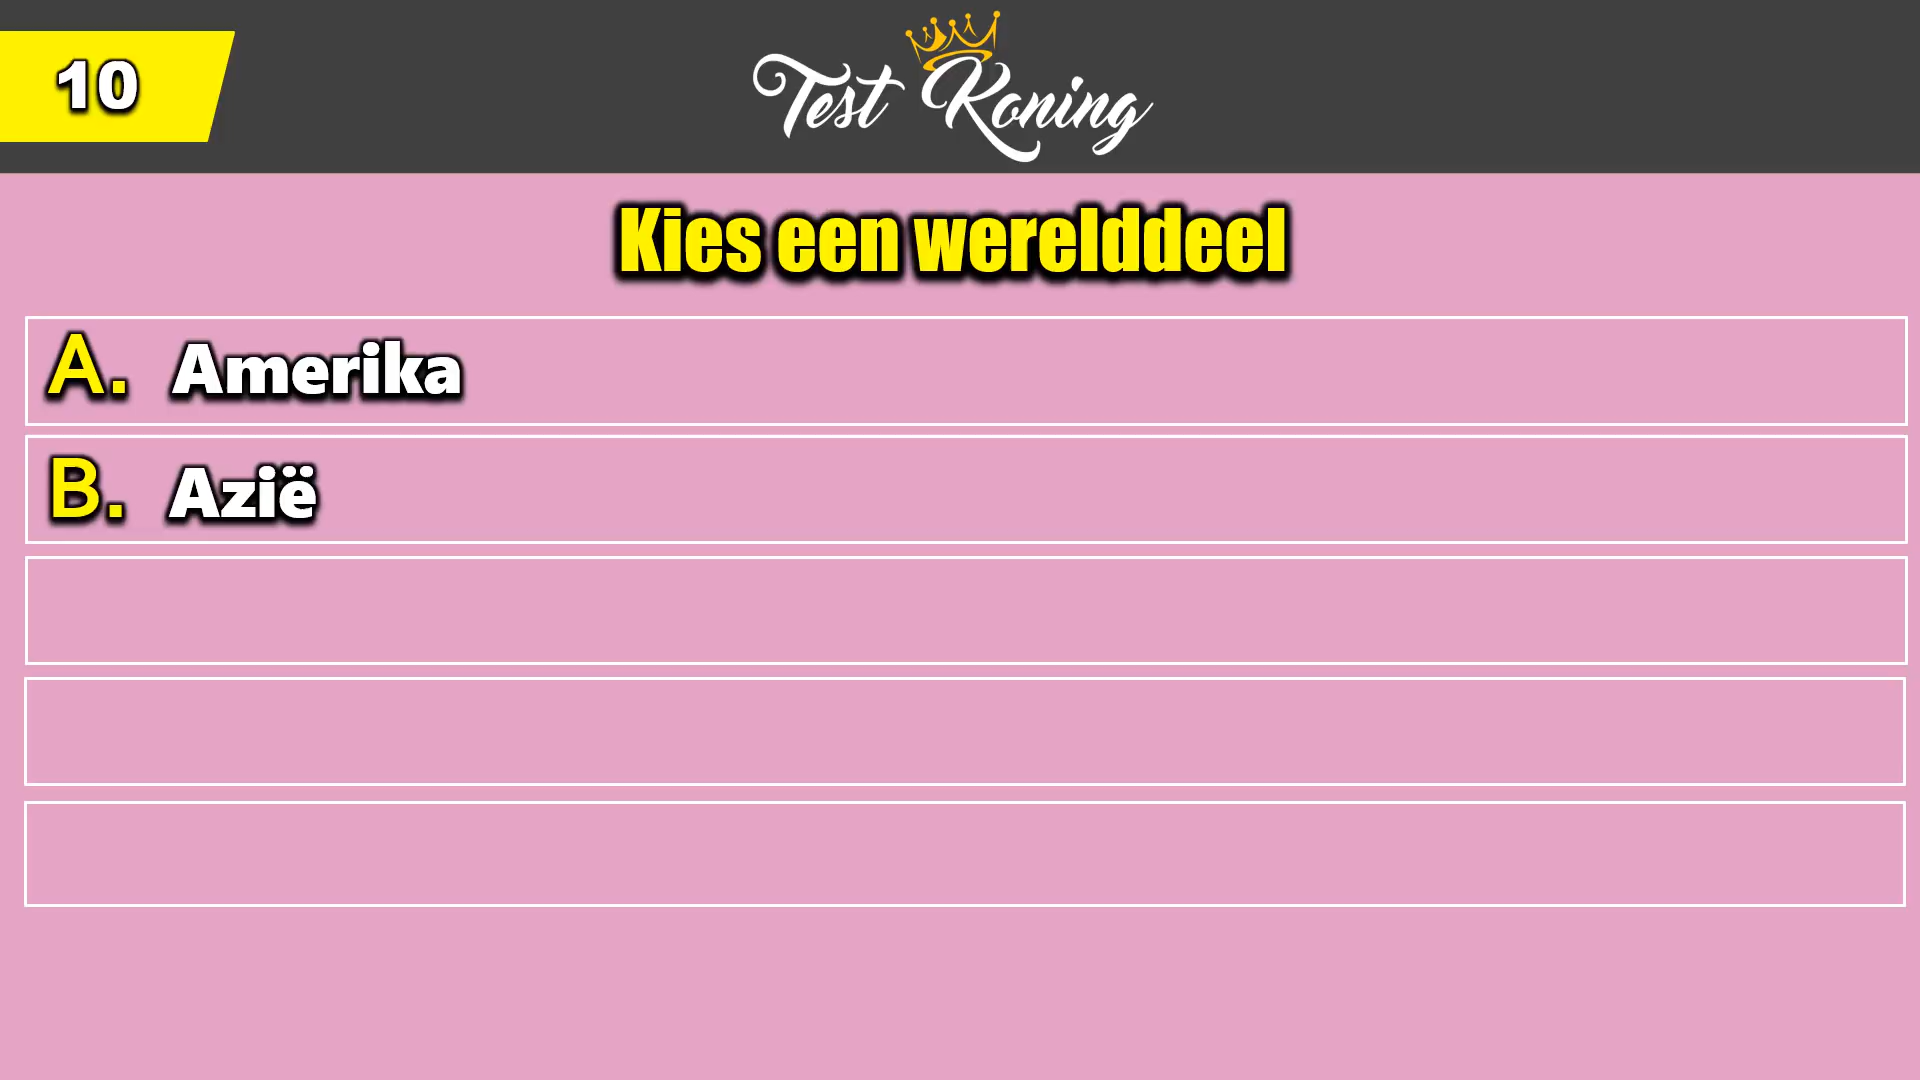 10
Test Koning
Kies een werelddeel
A. Amerika
B. Azië